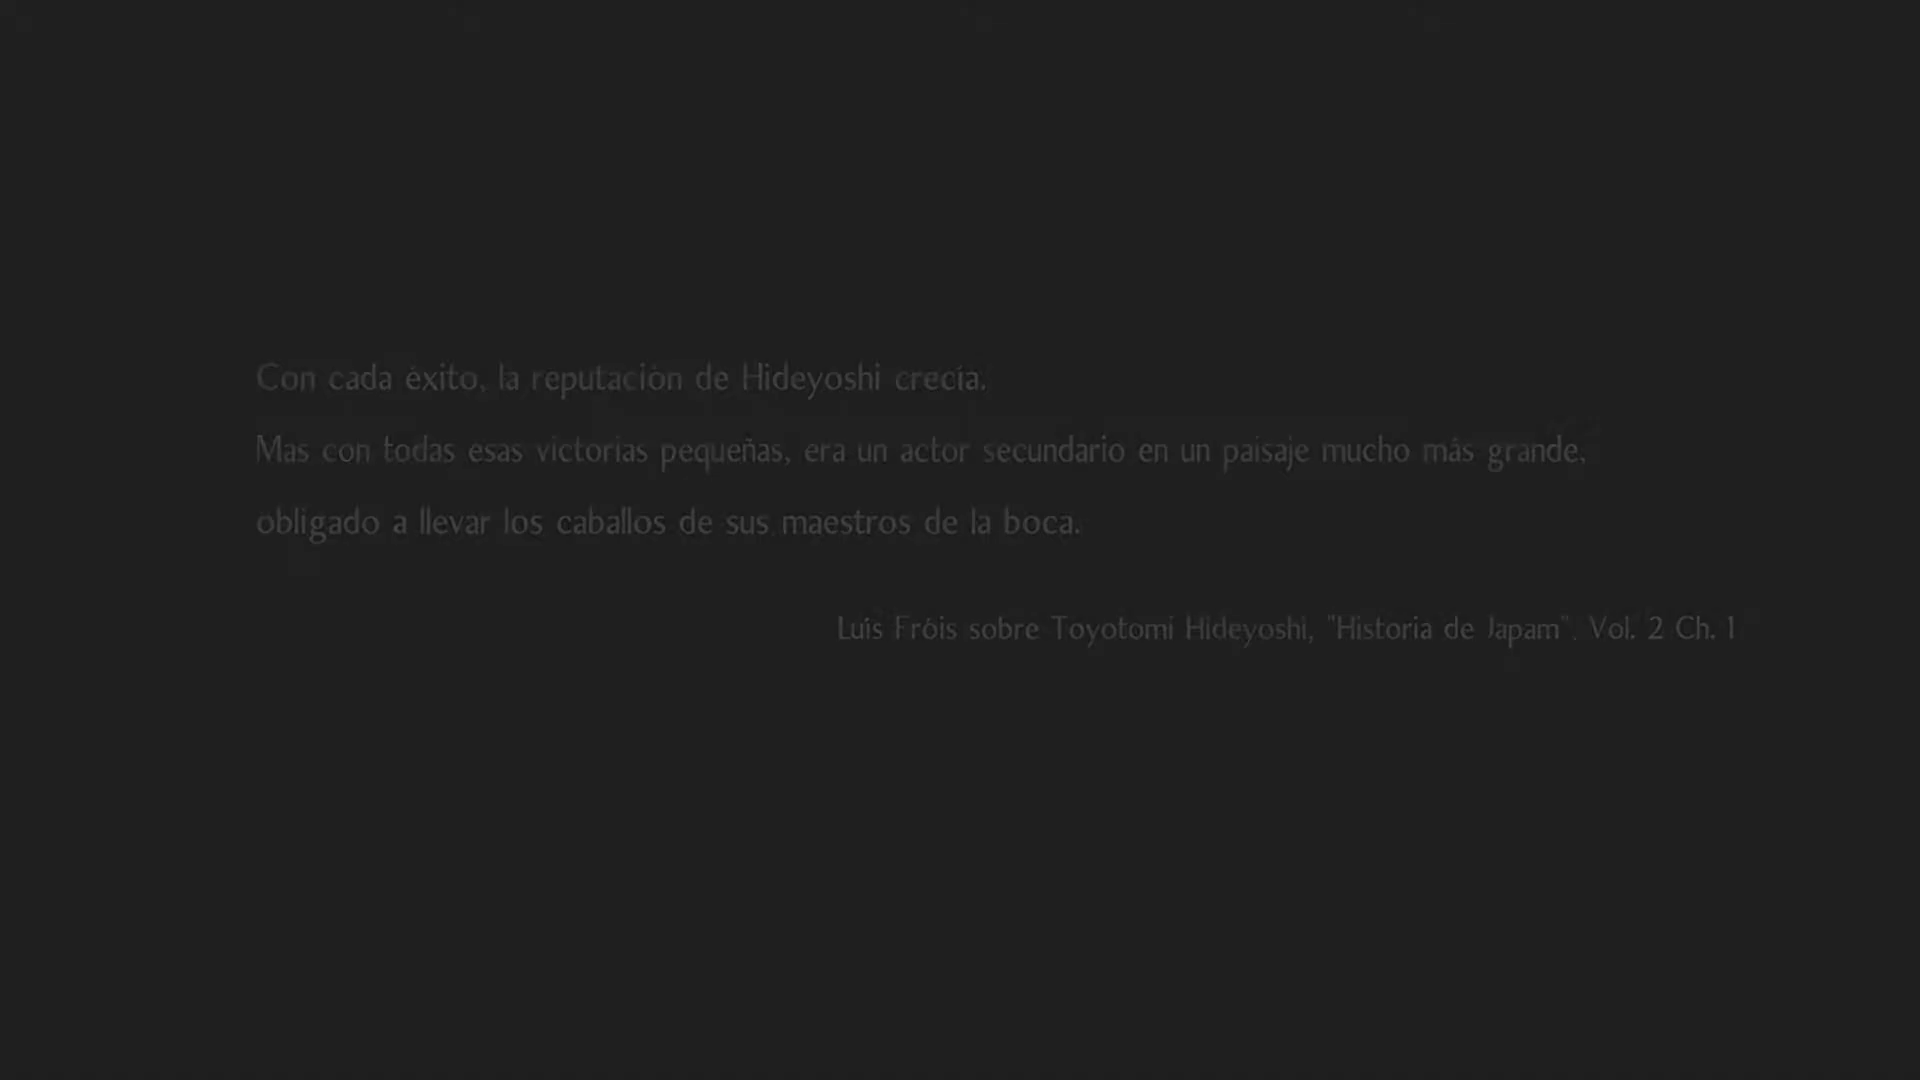 Con cada éxito, la reputación de Hideyoshi crecía.
Mas con todas esas victorias pequeñas, era un actor secundario en un paisaje mucho más grande,
obligado a llevar los caballos de sus maestros de la boca.
Luís Fróis sobre Toyotomi Hideyoshi, "Historia de Japam". Vol. 2 Ch. 1